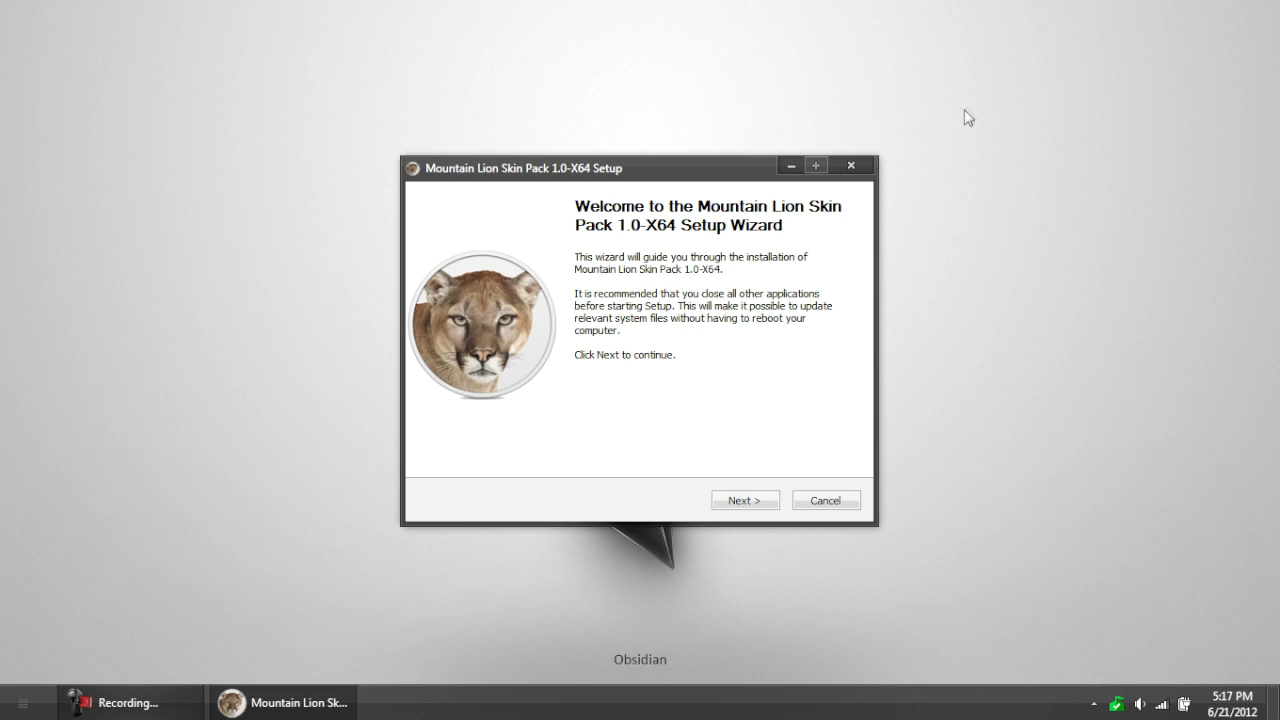 Mountain Lion Skin Pack 1.0-X64 Setup
Welcome to the Mountain Lion Skin
Pack 1.0-X64 Setup Wizard
This wizard will guide you through the installation of
Mountain Lion Skin Pack 1.0-X64.
It is recommended that you close all other applications
before starting Setup. This will make it possible to update
relevant system files without having to reboot your
computer.
Click Next to continue.
Next >
Cancel
Obsidian
Recording...
Mountain Lion Sk...
5:17 PM
6/21/2012